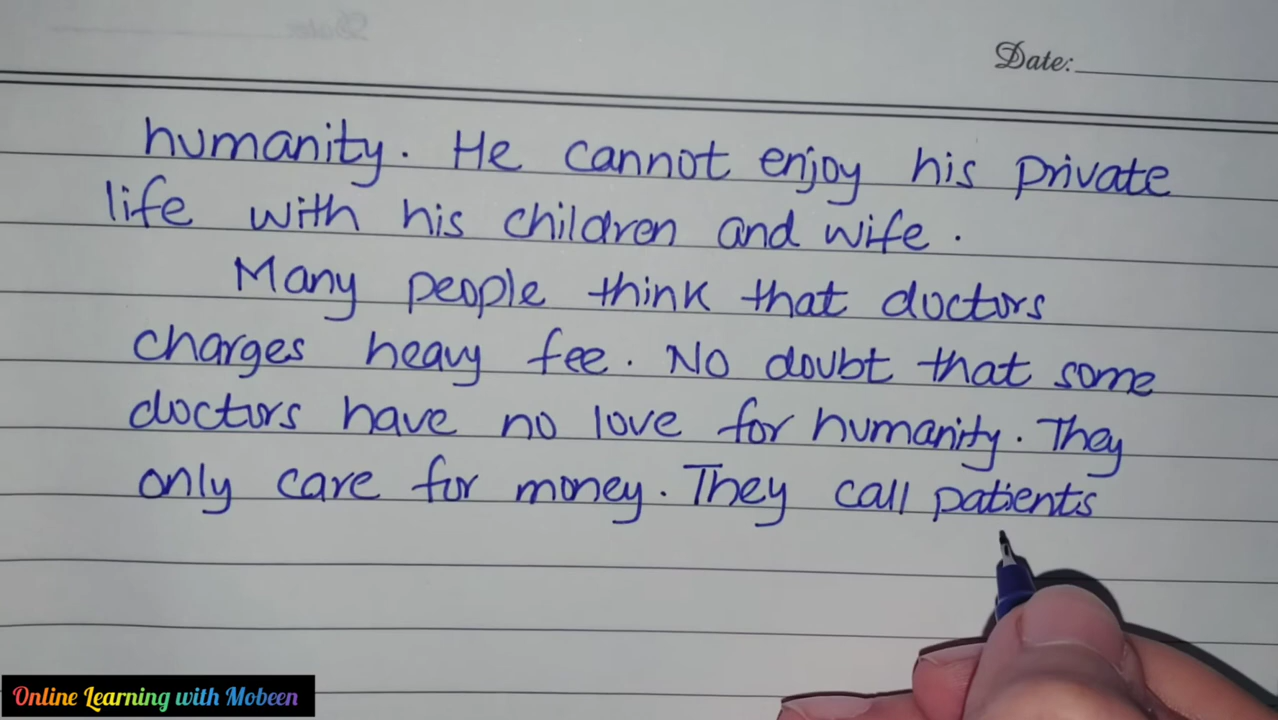 Date:
humanity. He cannot enjoy his private
life with his children and wife.
Many people think that doctors
charges heavy fee. No doubt that some
doctors have no love for humanity. They
only care for money. They call patients
Online Learning with Mobeen